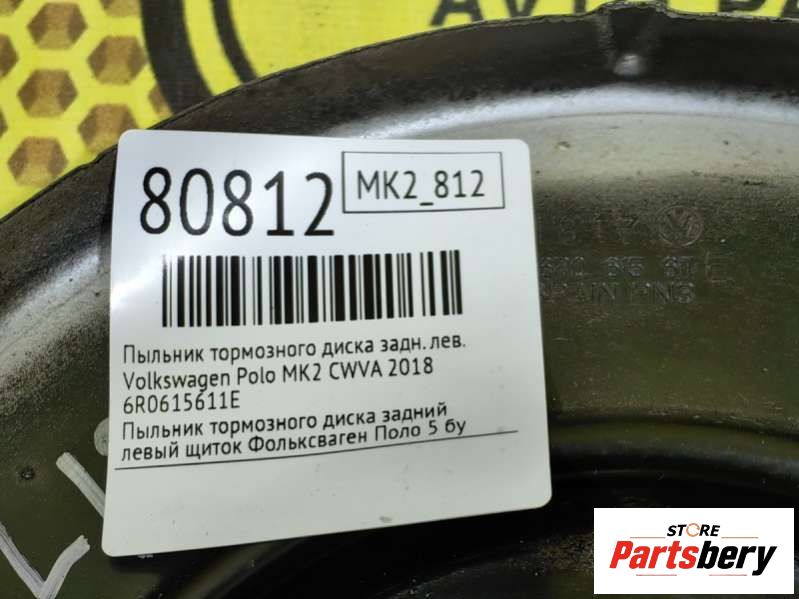 80812
MK2_812
Пыльник тормозного диска задн. лев.
Volkswagen Polo MK2 CWVA 2018
6R0615611E
Пыльник тормозного диска задний
левый щиток Фольксваген Поло 5 бу
STORE
Partsbery